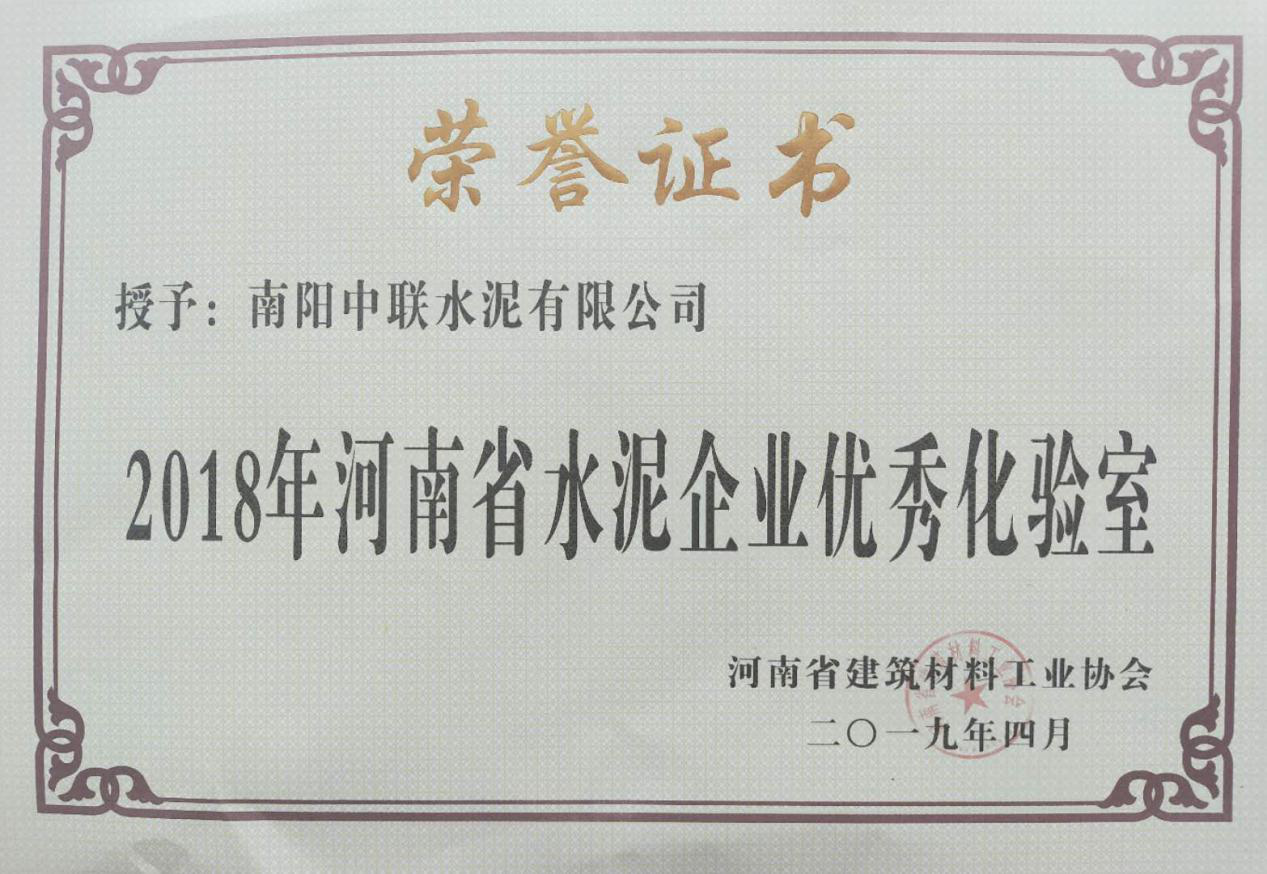 荣誉证书
授予：南阳中联水泥有限公司
2018年河南省水泥企业优秀化验室
河南省建筑材料工业协会
二〇一九年四月